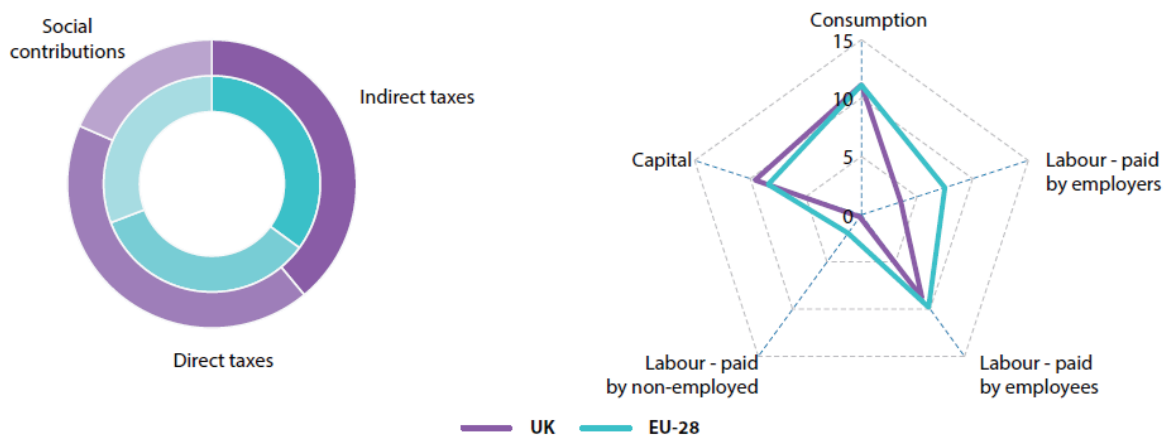 Social
contributions
Indirect taxes
Direct taxes
Consumption
15
10
5
0
Capital
Labour - paid
by employers
Labour - paid
by non-employed
Labour - paid
by employees
UK
EU-28